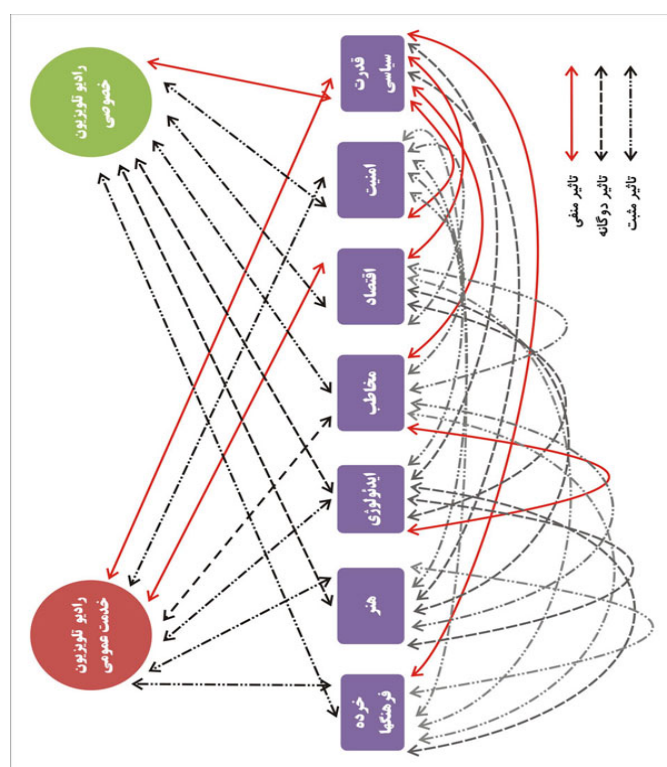 رادیو تلویزیون
خصوصی
رادیو تلویزیون
خدمت عمومی
قدرت
سیاسی
امنیت
اقتصاد
مخاطب
ایدئولوژی
هنر
خرده
فرهنگها
تاثیر منفی
تاثیر دوگانه
تاثیر مثبت